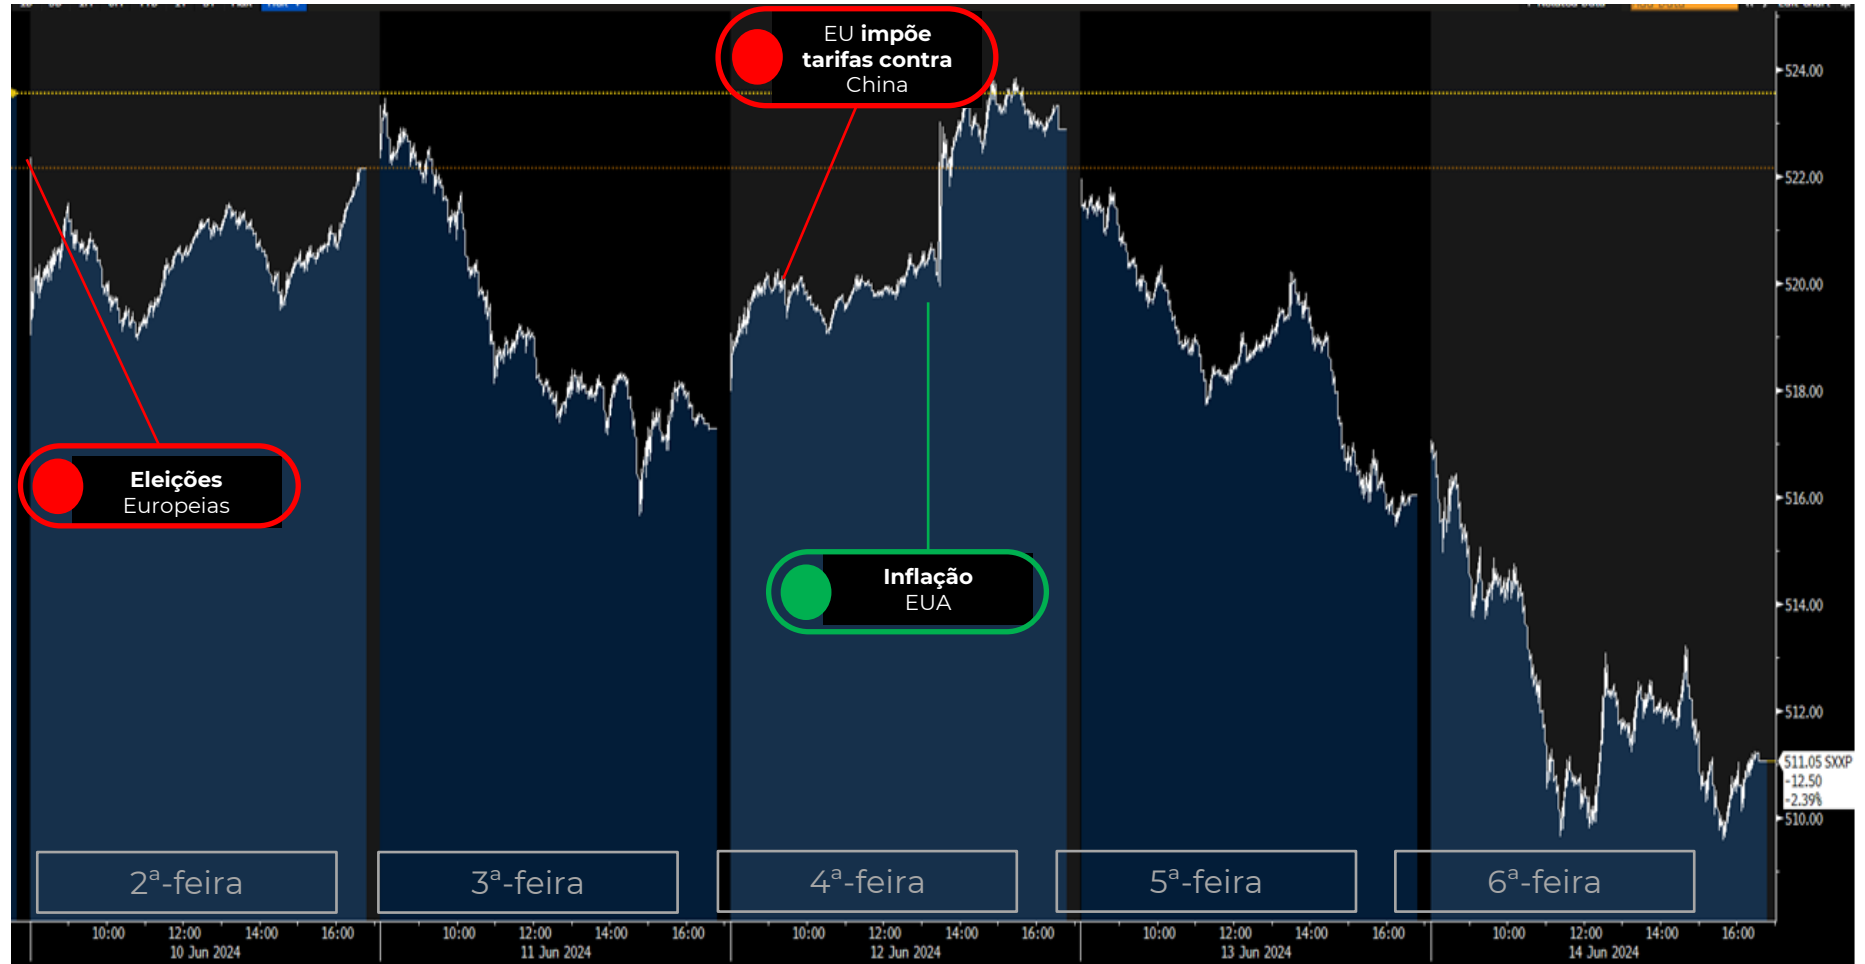 EU impõe
tarifas contra
China
524.00
522.00
520.00
518.00
516.00
514.00
512.00
510.00
Eleições
Europeias
Inflação
EUA
511.05 SXXP
-12.50
-2.39%
2ª-feira
3ª-feira
4ª-feira
5ª-feira
6ª-feira
10:00 12:00 14:00 16:00 10:00 12:00 14:00 16:00 10:00 12:00 14:00 16:00 10:00 12:00 14:00 16:00 10:00 12:00 14:00 16:00
10 Jun 2024 11 Jun 2024 12 Jun 2024 13 Jun 2024 14 Jun 2024